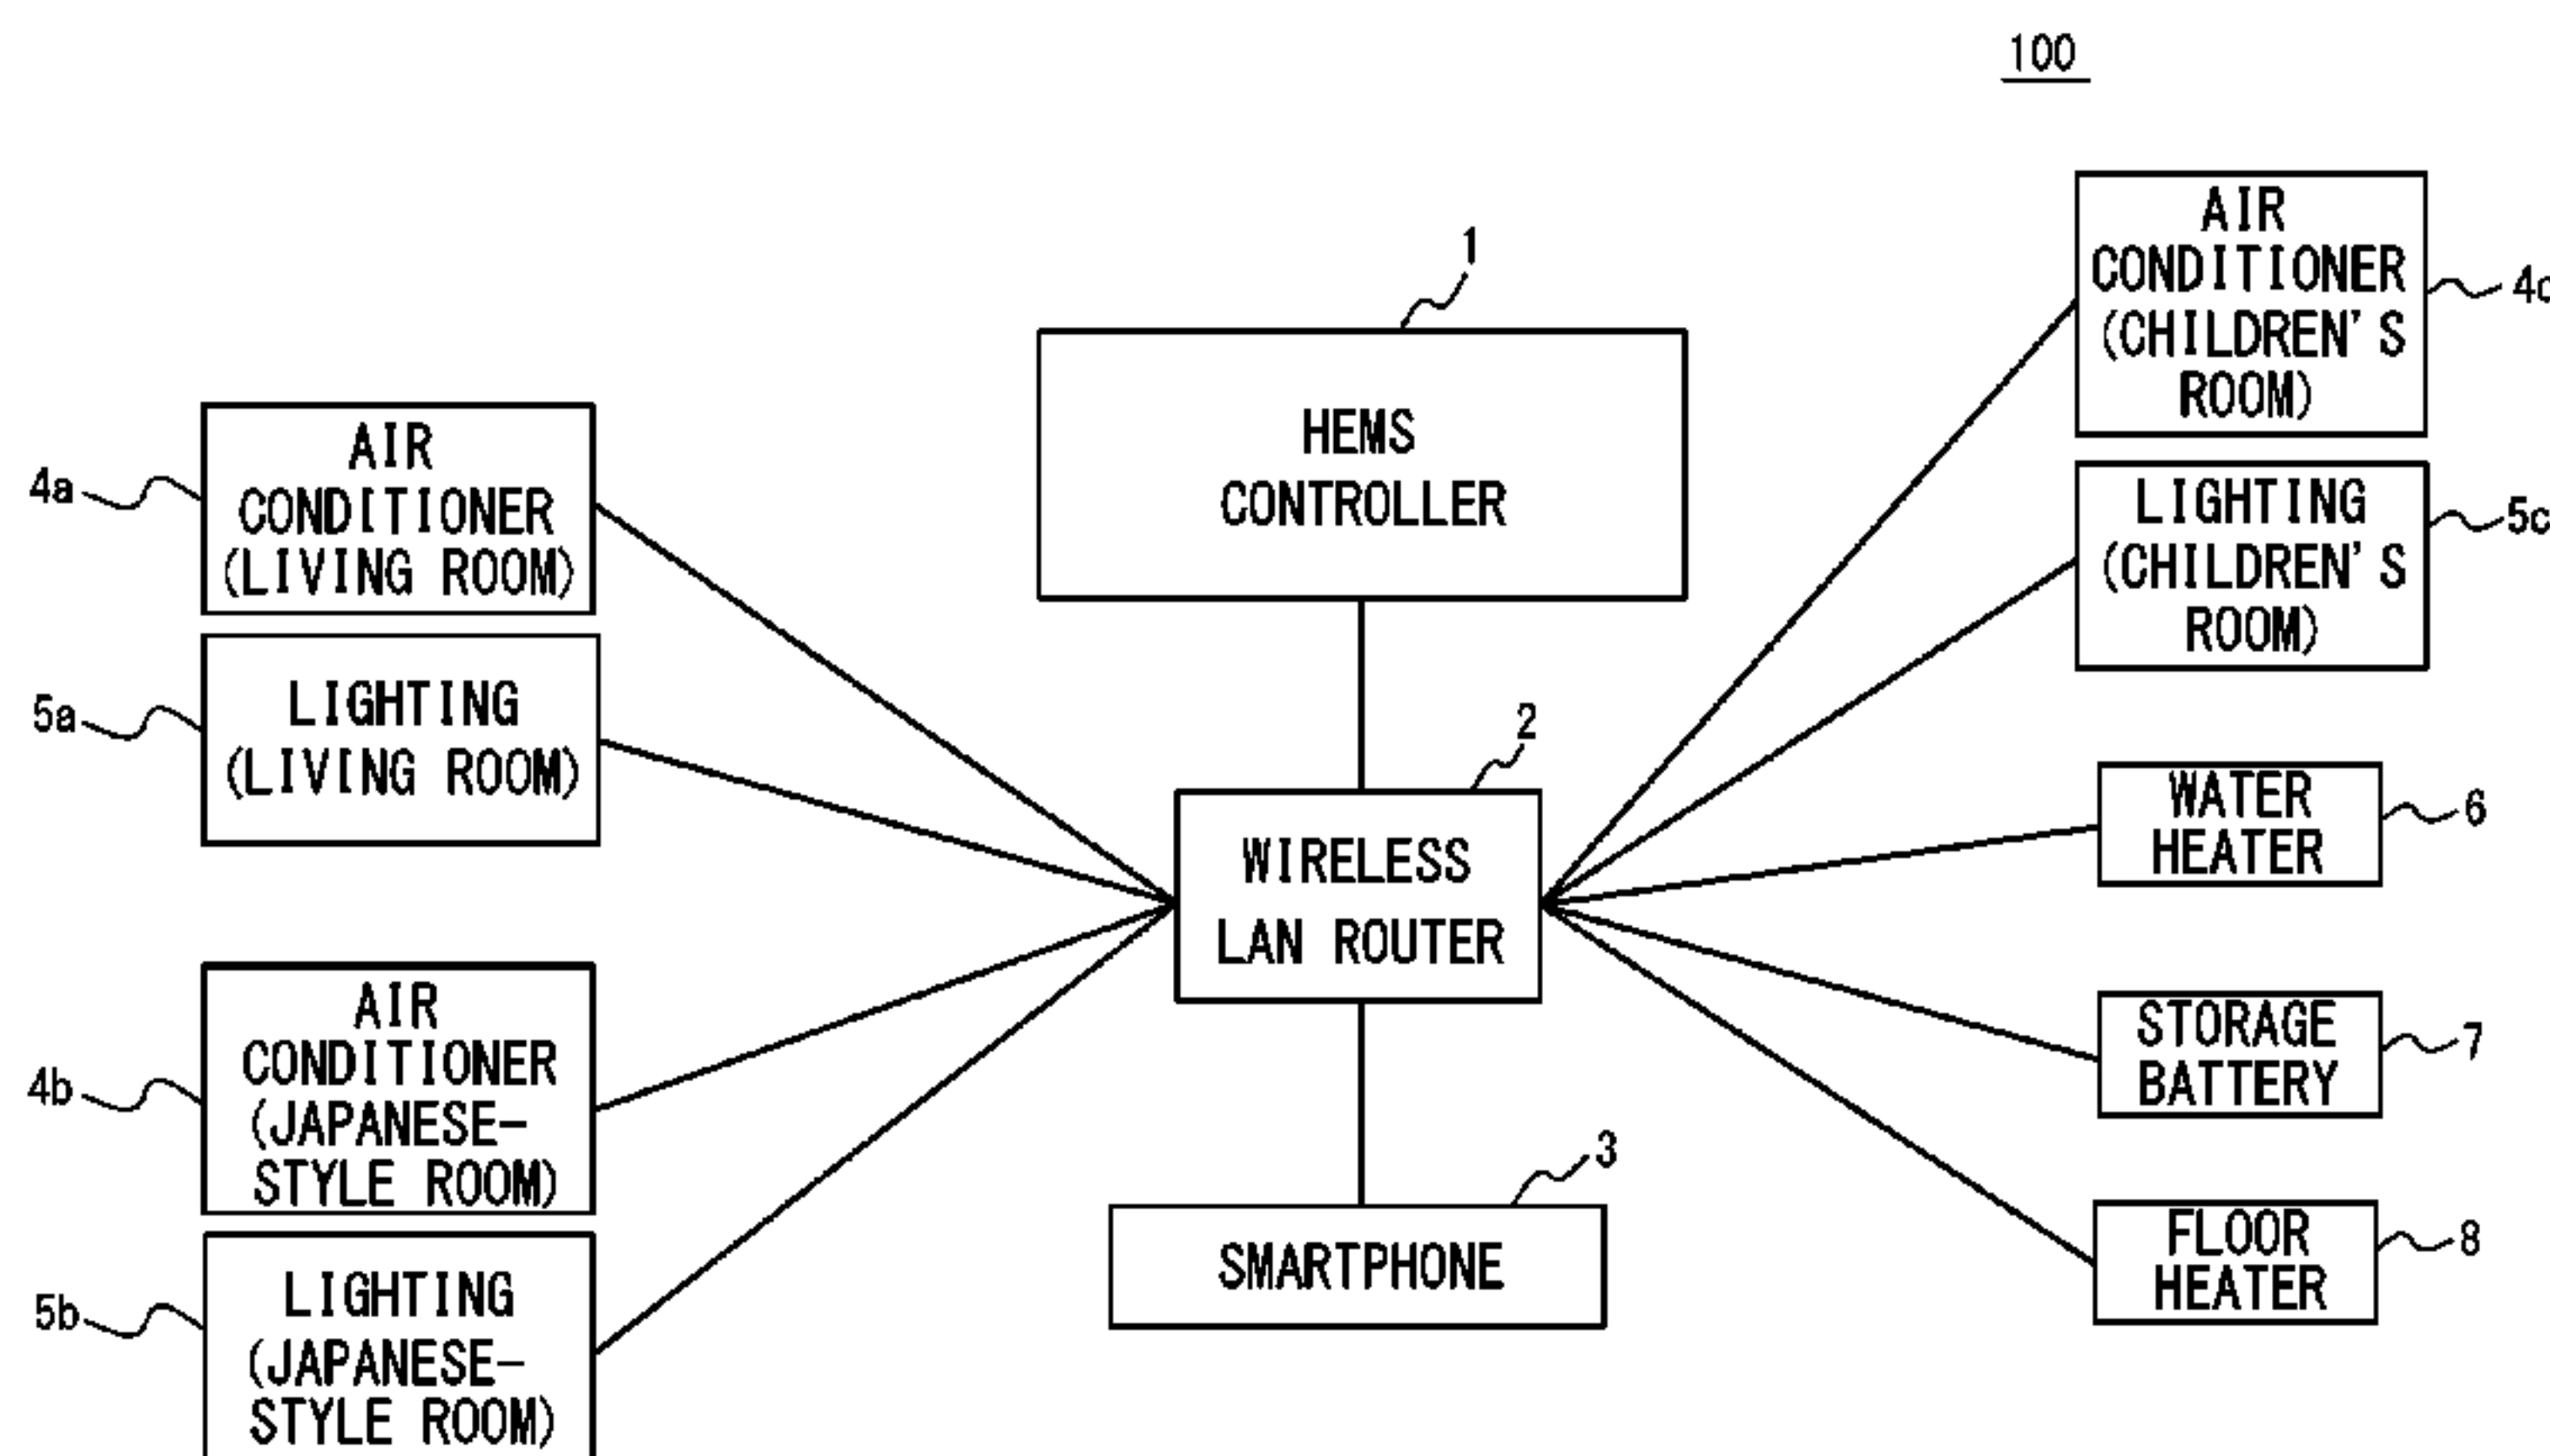 100
1
HEMS
CONTROLLER
4a
AIR
CONDITIONER
(LIVING ROOM)
5a
LIGHTING
(LIVING ROOM)
4b
AIR
CONDITIONER
(JAPANESE-
STYLE ROOM)
5b
LIGHTING
(JAPANESE-
STYLE ROOM)
2
WIRELESS
LAN ROUTER
3
SMARTPHONE
AIR
CONDITIONER
(CHILDREN'S
ROOM)
4c
LIGHTING
(CHILDREN'S
ROOM)
5c
WATER
HEATER
6
STORAGE
BATTERY
7
FLOOR
HEATER
8